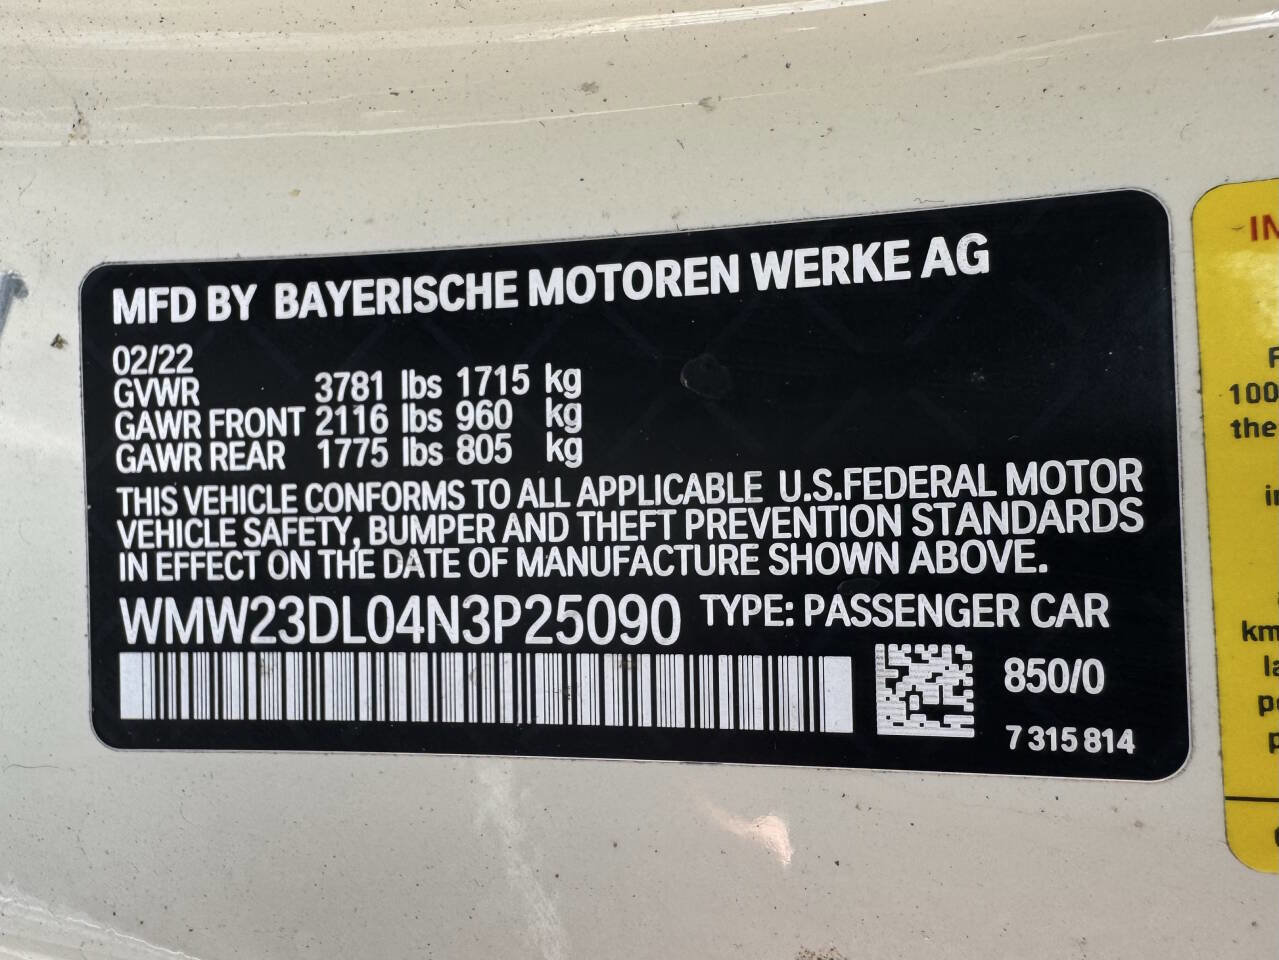 MFD BY BAYERISCHE MOTOREN WERKE AG
02/22
GVWR 3781 lbs 1715 kg
GAWR FRONT 2116 lbs 960 kg
GAWR REAR 1775 lbs 805 kg
THIS VEHICLE CONFORMS TO ALL APPLICABLE U.S.FEDERAL MOTOR
VEHICLE SAFETY, BUMPER AND THEFT PREVENTION STANDARDS
IN EFFECT ON THE DATE OF MANUFACTURE SHOWN ABOVE.
WMW23DL04N3P25090 TYPE: PASSENGER CAR
850/0
7 315 814
100
the
km